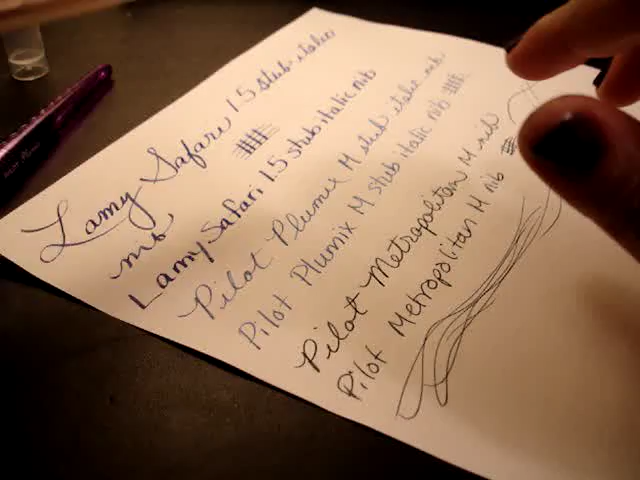 Lamy Safari 1.5 stub italic
nib
Lamy Safari 1.5 stub italic nib
Pilot Plumix M stub italic nib
Pilot Plumix M stub italic nib
Pilot Metropolitan M nib
Pilot Metropolitan M nib